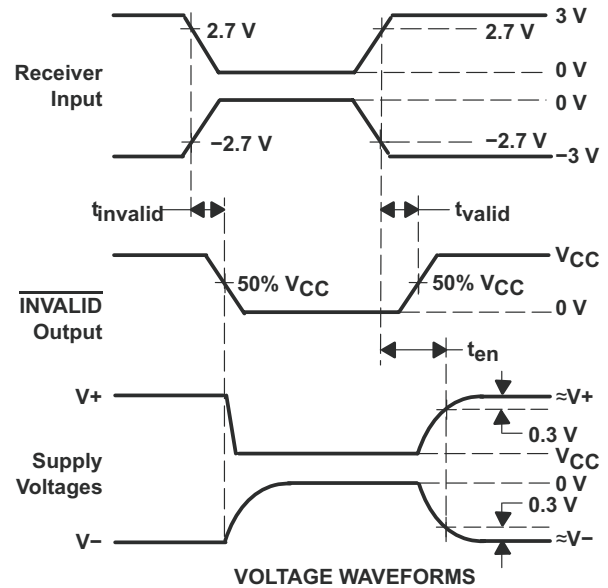 3 V
2.7 V
2.7 V
Receiver
Input
0 V
0 V
−2.7 V
−2.7 V
−3 V
tinvalid
tvalid
VCC
50% VCC
50% VCC
INVALID
Output
0 V
ten
V+
≈V+
0.3 V
Supply
Voltages
VCC
0 V
0.3 V
V−
≈V−
VOLTAGE WAVEFORMS